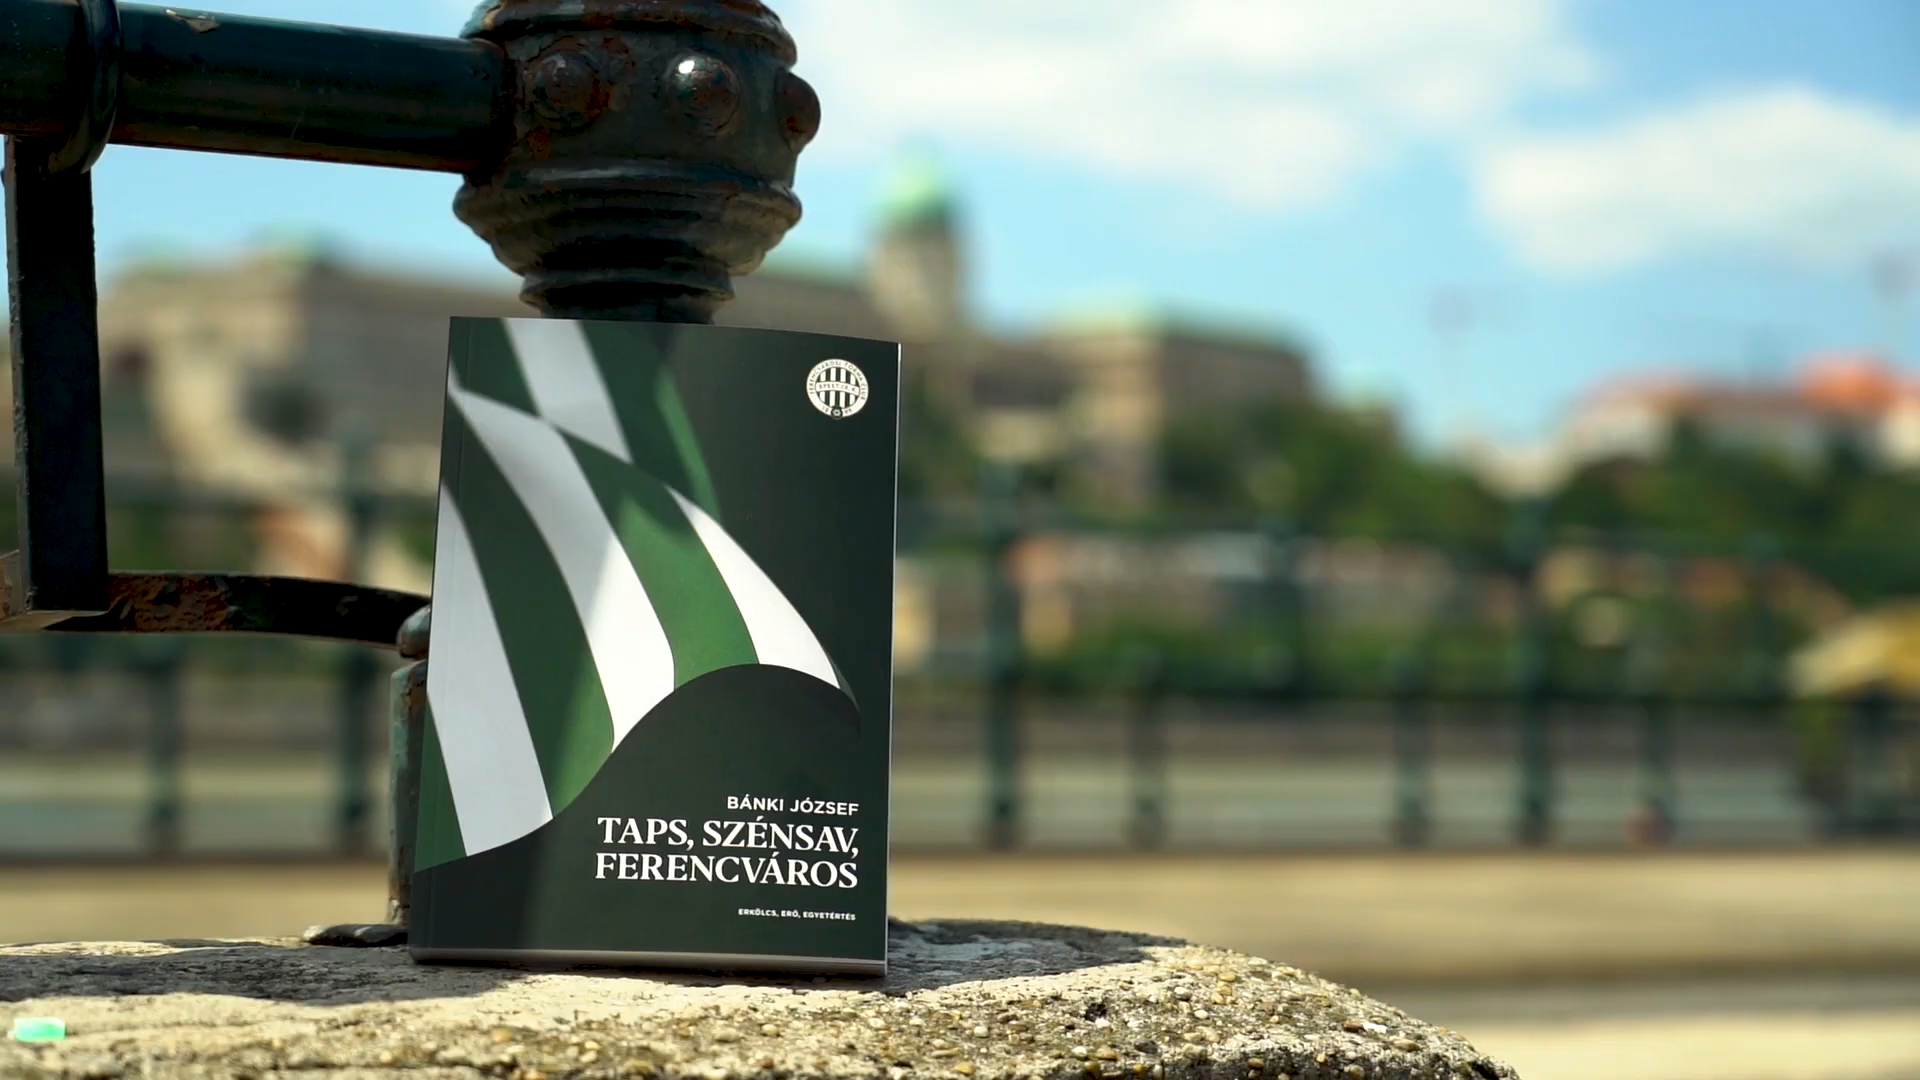 BÁNKI JÓZSEF
TAPS, SZÉNSAV,
FERENCVÁROS
ERKÖLCS, ERŐ, EGYETÉRTÉS